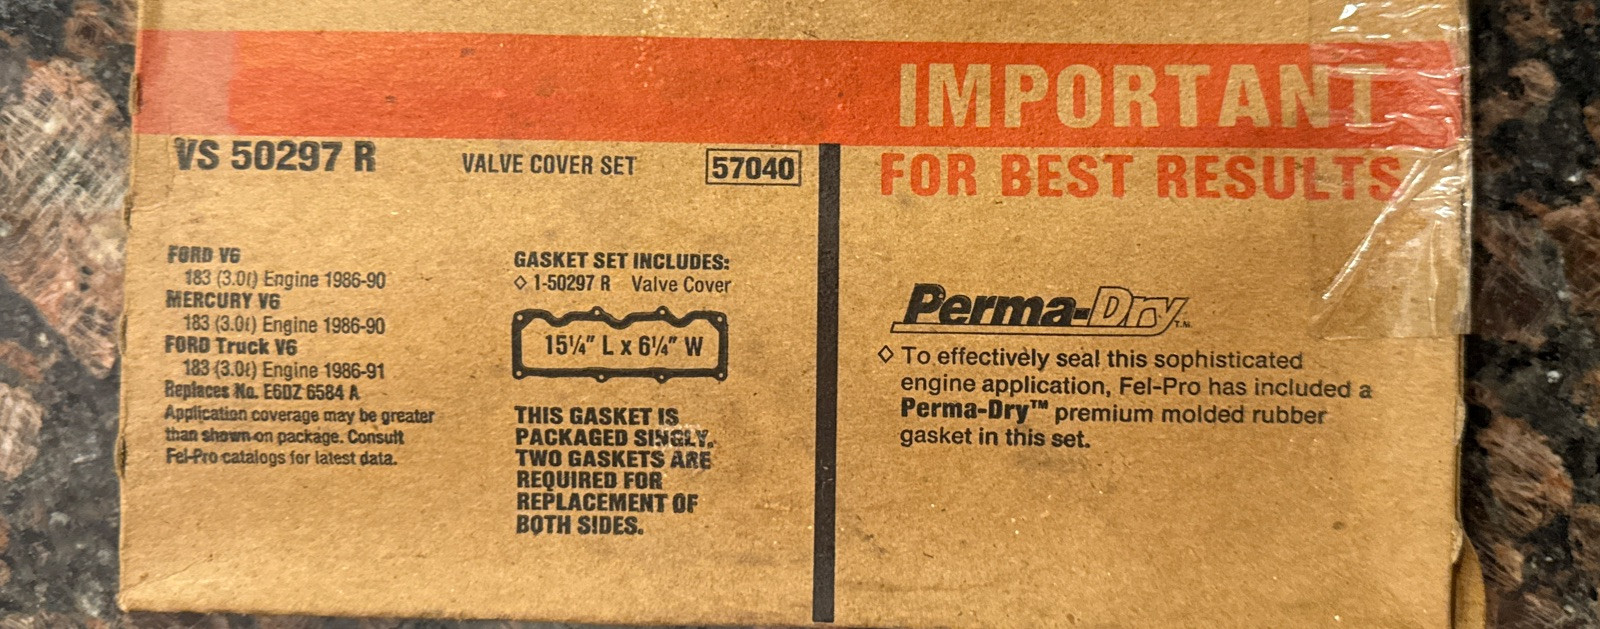 IMPORTANT
FOR BEST RESULTS
VS 50297 R VALVE COVER SET 57040
FORD V6
183 (3.0ℓ) Engine 1986-90
MERCURY V6
183 (3.0ℓ) Engine 1986-90
FORD Truck V6
183 (3.0ℓ) Engine 1986-91
Replaces No. E6DZ 6584 A
Application coverage may be greater
than shown on package. Consult
Fel-Pro catalogs for latest data.
GASKET SET INCLUDES:
◇ 1-50297 R Valve Cover
15¼" L x 6¼" W
THIS GASKET IS
PACKAGED SINGLY.
TWO GASKETS ARE
REQUIRED FOR
REPLACEMENT OF
BOTH SIDES.
Perma-Dry™
◇ To effectively seal this sophisticated
engine application, Fel-Pro has included a
Perma-Dry™ premium molded rubber
gasket in this set.